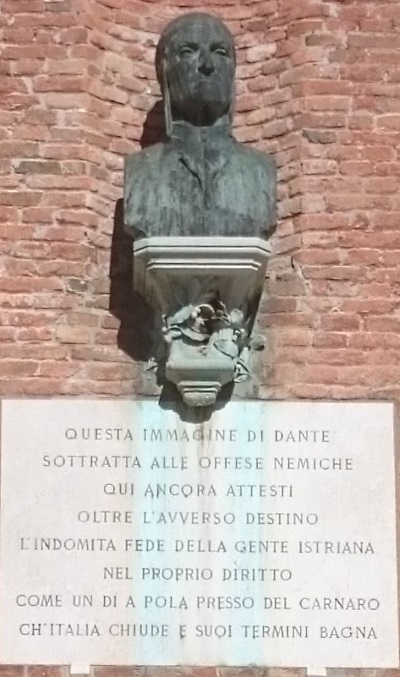 QUESTA IMMAGINE DI DANTE
SOTTRATTA ALLE OFFESE NEMICHE
QUI ANCORA ATTESTI
OLTRE L'AVVERSO DESTINO
L'INDOMITA FEDE DELLA GENTE ISTRIANA
NEL PROPRIO DIRITTO
COME UN DI A POLA PRESSO DEL CARNARO
CH'ITALIA CHIUDE E SUOI TERMINI BAGNA